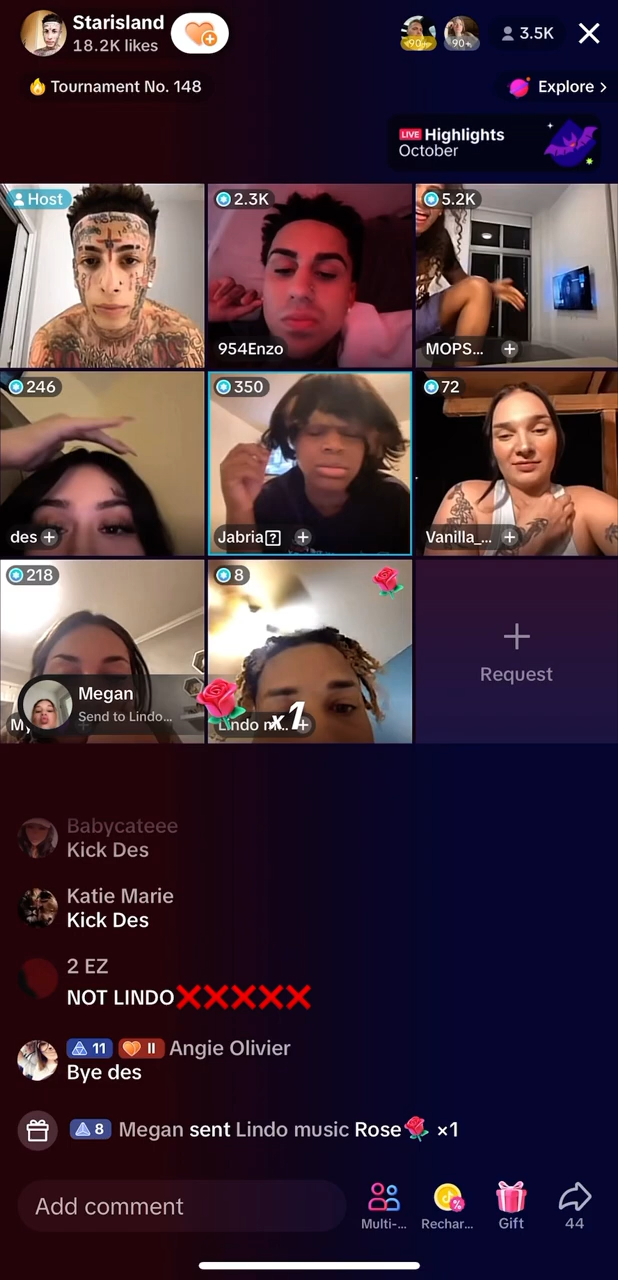 Starisland
18.2K likes
90+
90+
3.5K
Tournament No. 148
Explore >
LIVE Highlights
October
Host
2.3K
5.2K
954Enzo
MOPS...
246
350
72
des
Jabria
Vanilla_...
218
8
Request
Megan
Send to Lindo...
My
Lindo m...
x1
Babycateee
Kick Des
Katie Marie
Kick Des
2 EZ
NOT LINDO❌❌❌❌❌
11 II Angie Olivier
Bye des
8 Megan sent Lindo music Rose🌹 ×1
Add comment
Multi-...
Rechar...
Gift
44